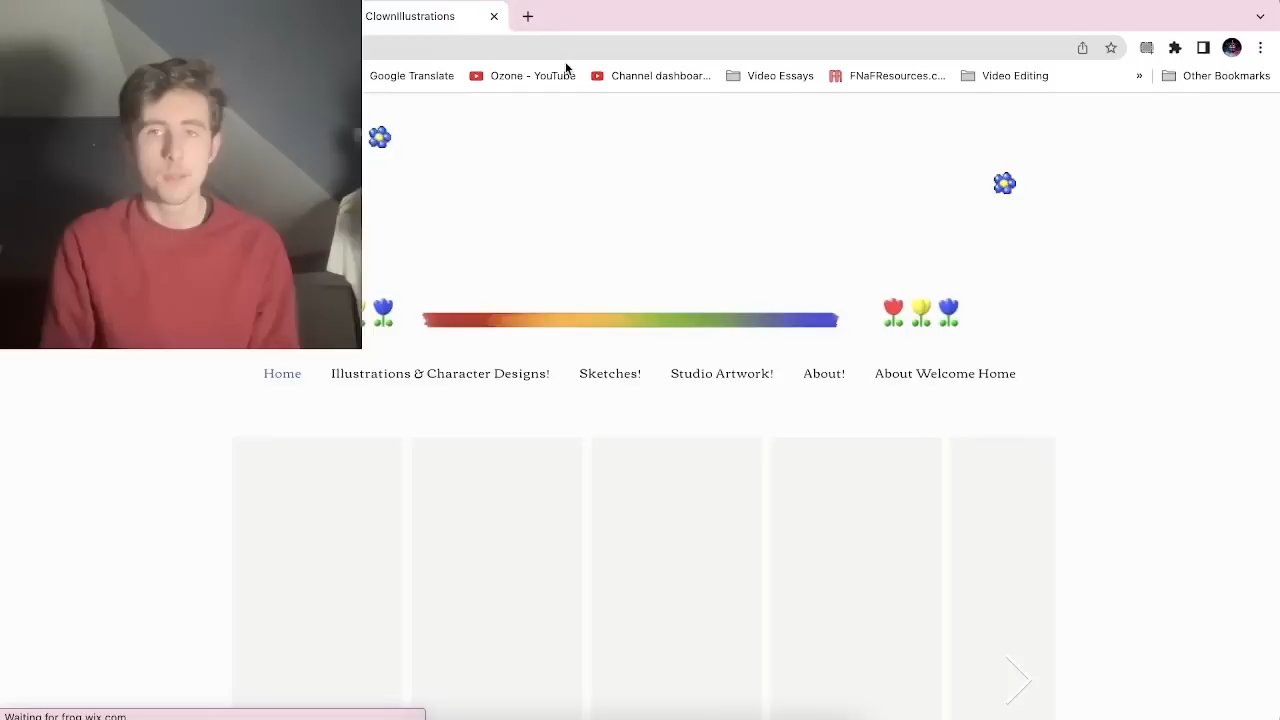 ClownIllustrations
Google Translate
Ozone - YouTube
Channel dashboar...
Video Essays
FNaFResources.c...
Video Editing
»
Other Bookmarks
Home
Illustrations & Character Designs!
Sketches!
Studio Artwork!
About!
About Welcome Home
Waiting for frog.wix.com